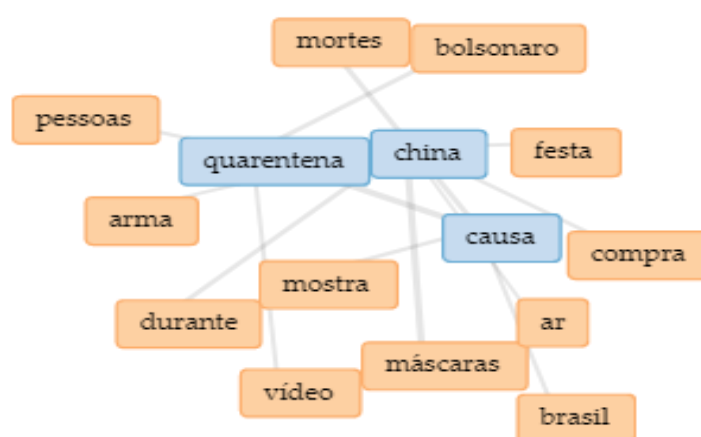 mortes
bolsonaro
pessoas
quarentena
china
festa
arma
causa
compra
mostra
durante
ar
máscaras
vídeo
brasil